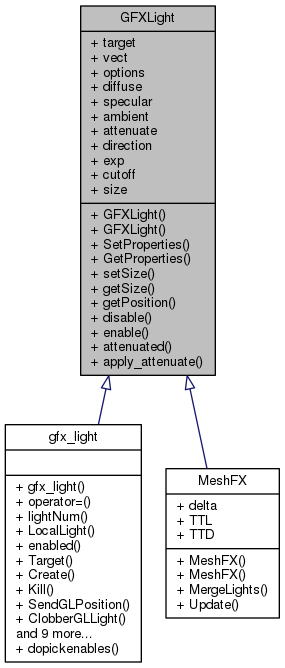 GFXLight
+ target
+ vect
+ options
+ diffuse
+ specular
+ ambient
+ attenuate
+ direction
+ exp
+ cutoff
+ size
+ GFXLight()
+ GFXLight()
+ SetProperties()
+ GetProperties()
+ setSize()
+ getSize()
+ getPosition()
+ disable()
+ enable()
+ attenuated()
+ apply_attenuate()
gfx_light
+ gfx_light()
+ operator=()
+ lightNum()
+ LocalLight()
+ enabled()
+ Target()
+ Create()
+ Kill()
+ SendGLPosition()
+ ClobberGLLight()
and 9 more...
+ dopickenables()
MeshFX
+ delta
+ TTL
+ TTD
+ MeshFX()
+ MeshFX()
+ MergeLights()
+ Update()